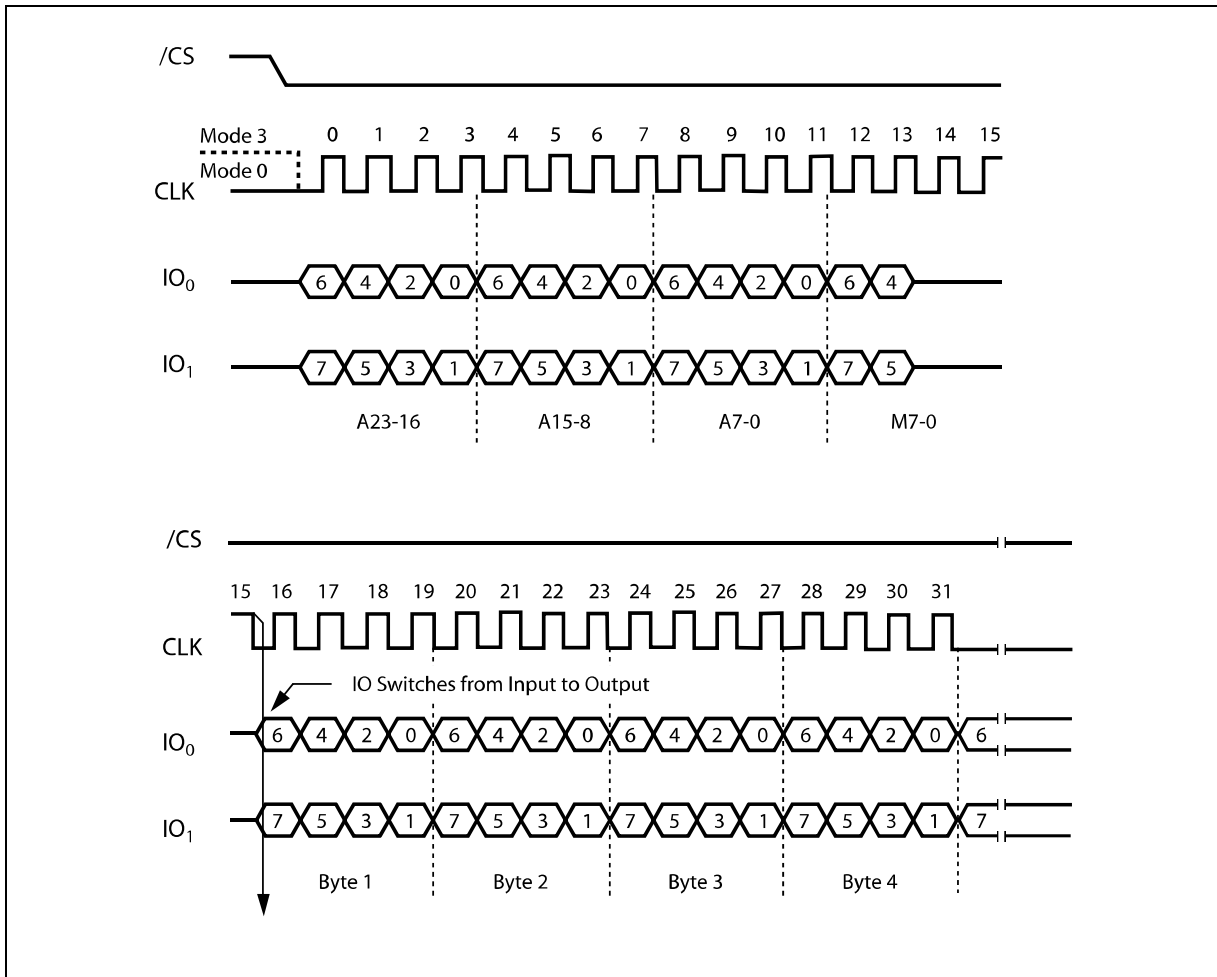 /CS
Mode 3 0 1 2 3 4 5 6 7 8 9 10 11 12 13 14 15
Mode 0
CLK
IO0 6 4 2 0 6 4 2 0 6 4 2 0 6 4
IO1 7 5 3 1 7 5 3 1 7 5 3 1 7 5
A23-16 A15-8 A7-0 M7-0
/CS
15 16 17 18 19 20 21 22 23 24 25 26 27 28 29 30 31
CLK
IO Switches from Input to Output
IO0 6 4 2 0 6 4 2 0 6 4 2 0 6 4 2 0 6
IO1 7 5 3 1 7 5 3 1 7 5 3 1 7 5 3 1 7
Byte 1 Byte 2 Byte 3 Byte 4